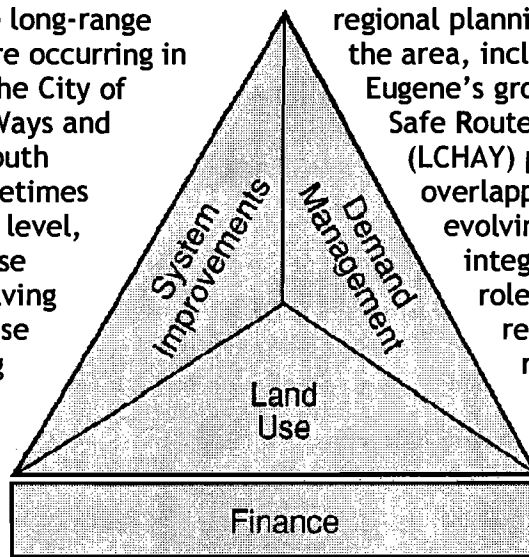 long-range regional planni
re occurring in the area, incl
he City of Eugene's gro
Ways and Safe Route
outh (LCHAY) p
etimes overlapp
level, evolvin
se integ
ving role
se re
g
System
Improvements
Demand
Management
Land
Use
Finance